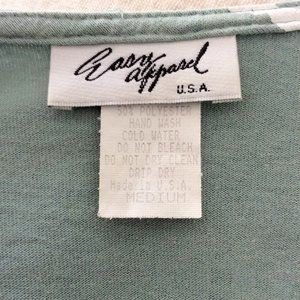 Easy apparel
U.S.A.
50% POLYESTER
HAND WASH
COLD WATER
DO NOT BLEACH
DO NOT DRY CLEAN
DRIP DRY
Made in U.S.A.
MEDIUM